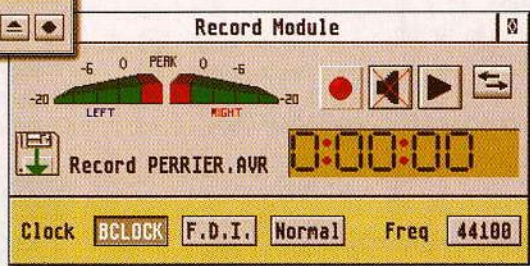 Record Module
-6 0 PEAK 0 -6
-20 -20
LEFT RIGHT
Record PERRIER.AVR 0:00:00
Clock BCLOCK F.D.I. Normal Freq 44100